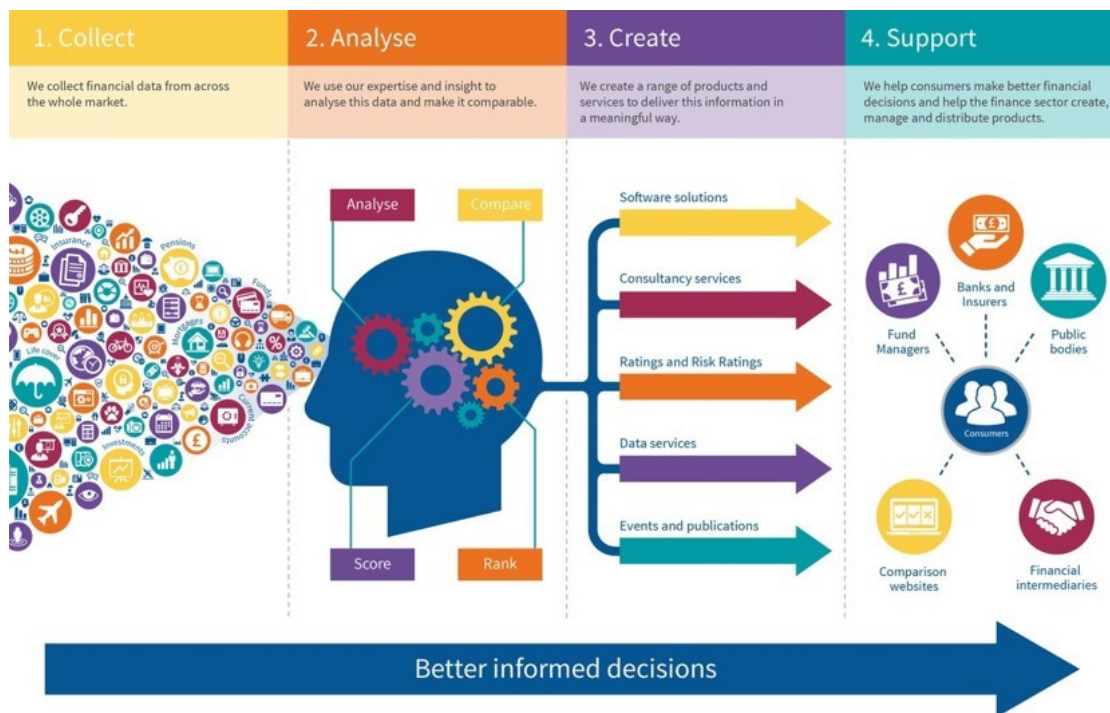 1. Collect
We collect financial data from across
the whole market.
2. Analyse
We use our expertise and insight to
analyse this data and make it comparable.
3. Create
We create a range of products and
services to deliver this information in
a meaningful way.
4. Support
We help consumers make better financial
decisions and help the finance sector create,
manage and distribute products.
Insurance
Pensions
Funds
Mortgages
Life cover
Current accounts
Investments
Analyse
Compare
Score
Rank
Software solutions
Consultancy services
Ratings and Risk Ratings
Data services
Events and publications
Fund
Managers
Banks and
Insurers
Public
bodies
Consumers
Comparison
websites
Financial
intermediaries
Better informed decisions